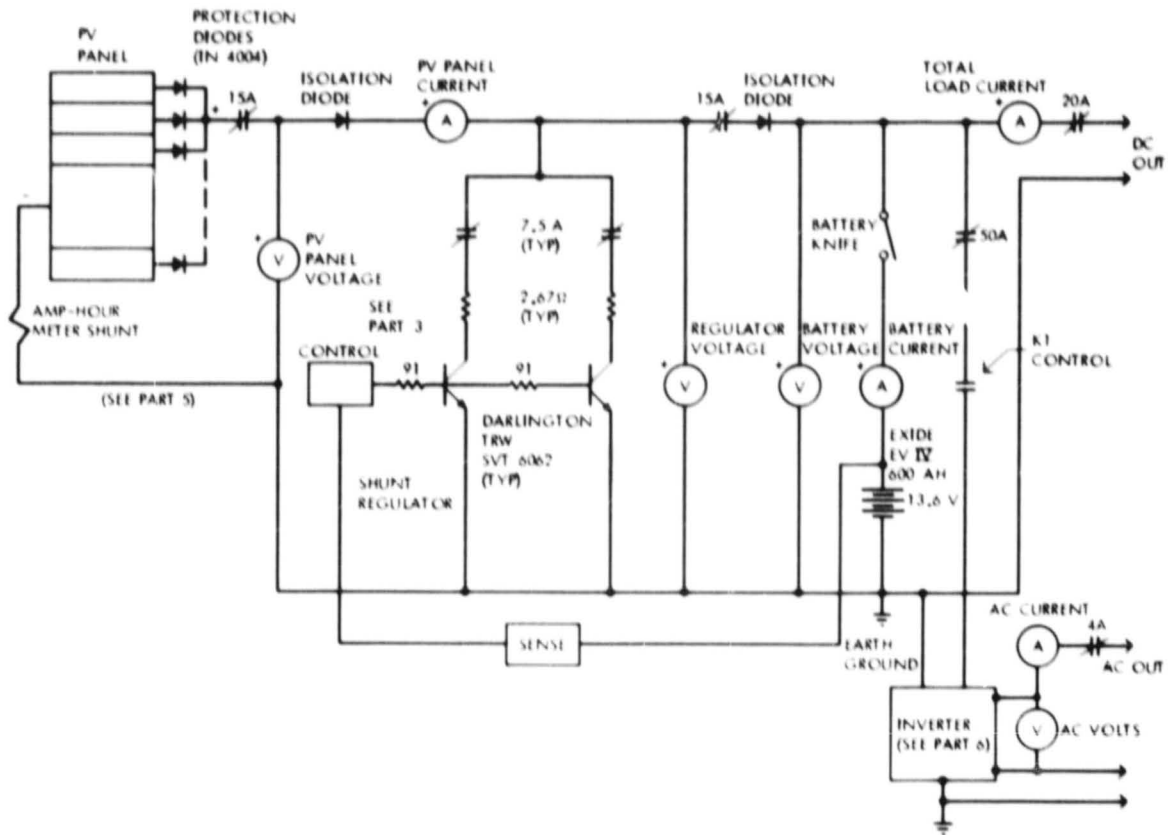 PV
PANEL
PROTECTION
DIODES
(IN 4004)
15A
ISOLATION
DIODE
PV PANEL
CURRENT
A
15A
ISOLATION
DIODE
TOTAL
LOAD CURRENT
A
20A
DC
OUT
PV
PANEL
VOLTAGE
V
7.5 A
(TYP)
2.67Ω
(TYP)
BATTERY
KNIFE
50A
AMP-HOUR
METER SHUNT
(SEE PART 5)
SEE
PART 3
CONTROL
91
91
DARLINGTON
TRW
SVT 6062
(TYP)
SHUNT
REGULATOR
REGULATOR
VOLTAGE
V
BATTERY
VOLTAGE
V
BATTERY
CURRENT
A
K1
CONTROL
EXIDE
EV IV
600 AH
13.6 V
SENSE
EARTH
GROUND
AC CURRENT
A
4A
AC OUT
INVERTER
(SEE PART 6)
V
AC VOLTS